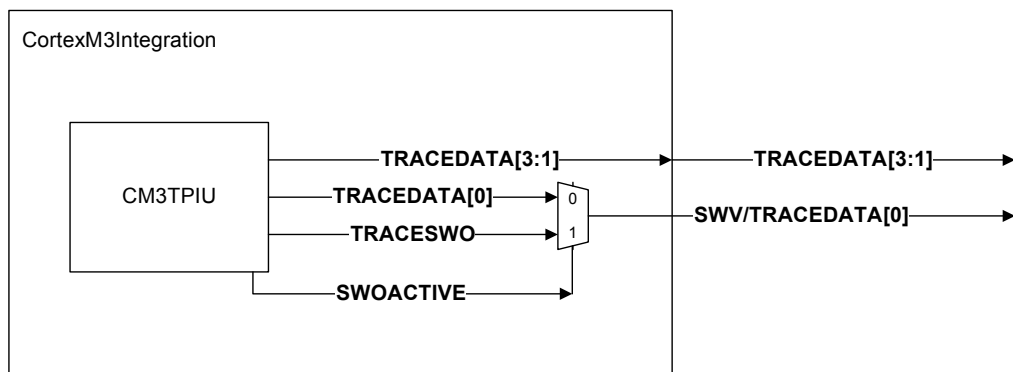 CortexM3Integration
CM3TPIU
TRACEDATA[3:1]
TRACEDATA[3:1]
TRACEDATA[0]
0
SWV/TRACEDATA[0]
TRACESWO
1
SWOACTIVE